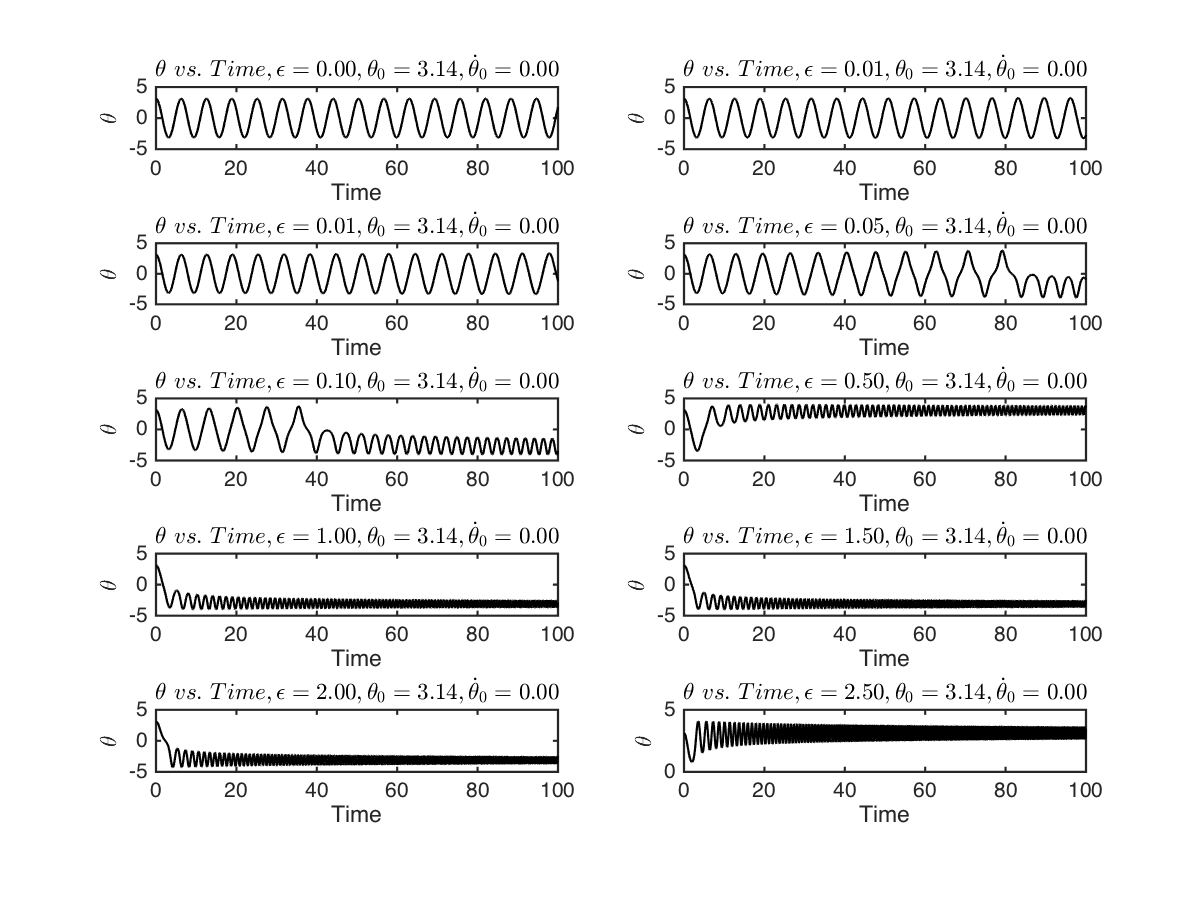 θ vs. Time, ϵ = 0.00, θ₀ = 3.14, θ̇₀ = 0.00
5
0
-5
θ
0 20 40 60 80 100
Time
θ vs. Time, ϵ = 0.01, θ₀ = 3.14, θ̇₀ = 0.00
5
0
-5
θ
0 20 40 60 80 100
Time
θ vs. Time, ϵ = 0.01, θ₀ = 3.14, θ̇₀ = 0.00
5
0
-5
θ
0 20 40 60 80 100
Time
θ vs. Time, ϵ = 0.05, θ₀ = 3.14, θ̇₀ = 0.00
5
0
-5
θ
0 20 40 60 80 100
Time
θ vs. Time, ϵ = 0.10, θ₀ = 3.14, θ̇₀ = 0.00
5
0
-5
θ
0 20 40 60 80 100
Time
θ vs. Time, ϵ = 0.50, θ₀ = 3.14, θ̇₀ = 0.00
5
0
-5
θ
0 20 40 60 80 100
Time
θ vs. Time, ϵ = 1.00, θ₀ = 3.14, θ̇₀ = 0.00
5
0
-5
θ
0 20 40 60 80 100
Time
θ vs. Time, ϵ = 1.50, θ₀ = 3.14, θ̇₀ = 0.00
5
0
-5
θ
0 20 40 60 80 100
Time
θ vs. Time, ϵ = 2.00, θ₀ = 3.14, θ̇₀ = 0.00
5
0
-5
θ
0 20 40 60 80 100
Time
θ vs. Time, ϵ = 2.50, θ₀ = 3.14, θ̇₀ = 0.00
5
0
θ
0 20 40 60 80 100
Time